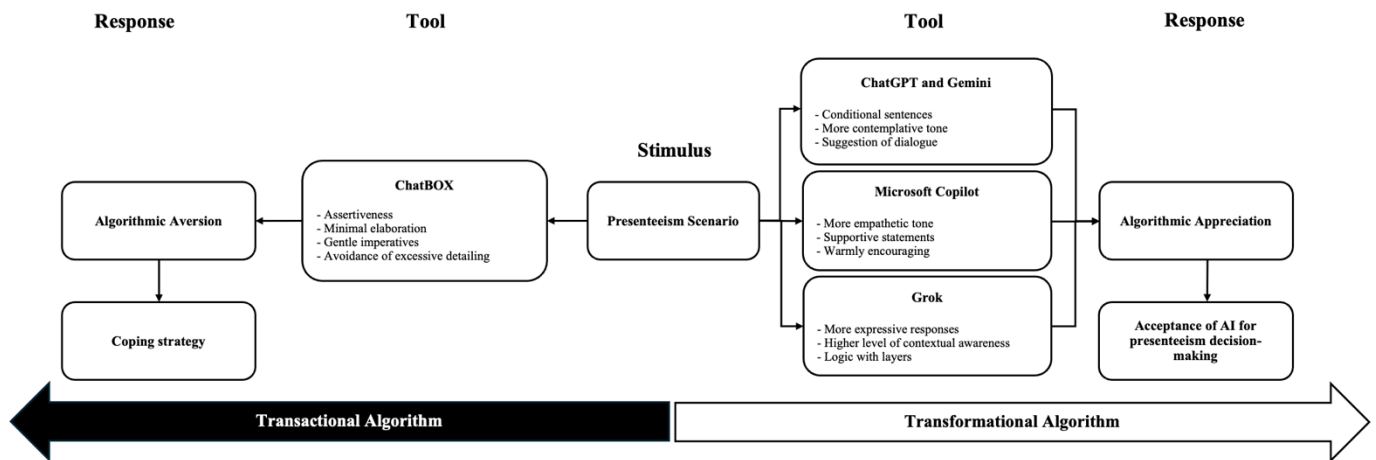 Response
Tool
Tool
Response
Stimulus
ChatGPT and Gemini
- Conditional sentences
- More contemplative tone
- Suggestion of dialogue
ChatBOX
- Assertiveness
- Minimal elaboration
- Gentle imperatives
- Avoidance of excessive detailing
Algorithmic Aversion
Coping strategy
Presenteeism Scenario
Microsoft Copilot
- More empathetic tone
- Supportive statements
- Warmly encouraging
Grok
- More expressive responses
- Higher level of contextual awareness
- Logic with layers
Algorithmic Appreciation
Acceptance of AI for
presenteeism decision-
making
Transactional Algorithm
Transformational Algorithm